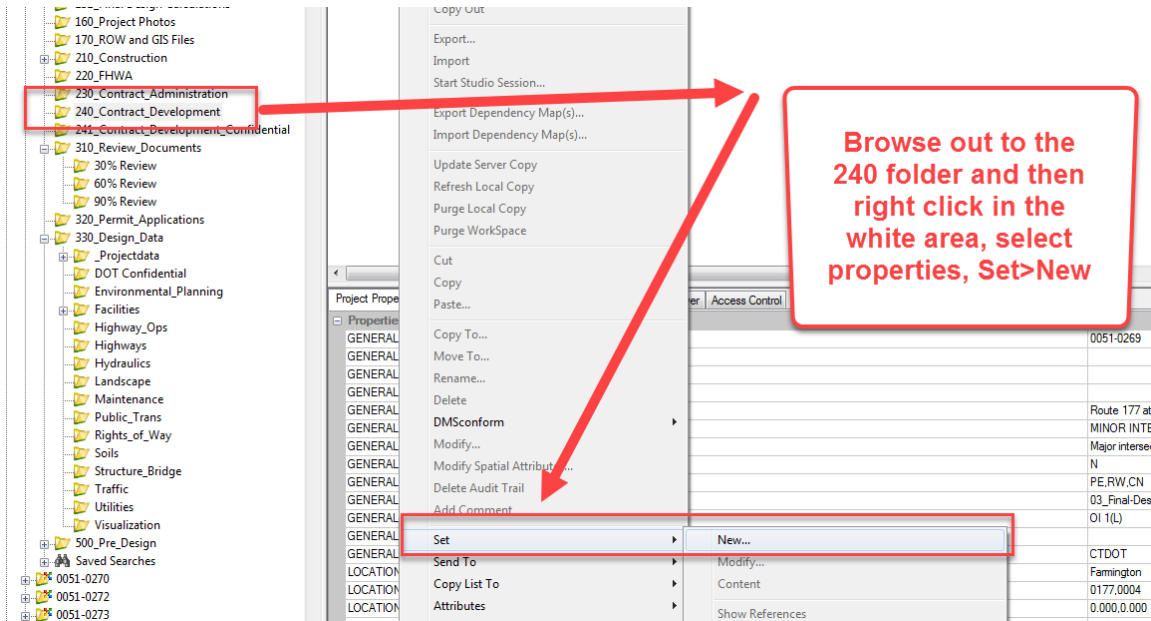 160_Project Photos
170_ROW and GIS Files
210_Construction
220_FHWA
230_Contract_Administration
240_Contract_Development
241_Contract_Development_Confidential
310_Review_Documents
30% Review
60% Review
90% Review
320_Permit_Applications
330_Design_Data
_Projectdata
DOT Confidential
Environmental_Planning
Facilities
Highway_Ops
Highways
Hydraulics
Landscape
Maintenance
Public_Trans
Rights_of_Way
Soils
Structure_Bridge
Traffic
Utilities
Visualization
500_Pre_Design
Saved Searches
0051-0270
0051-0272
0051-0273
Copy Out
Export...
Import
Start Studio Session...
Export Dependency Map(s)...
Import Dependency Map(s)...
Update Server Copy
Refresh Local Copy
Purge Local Copy
Purge WorkSpace
Cut
Copy
Paste...
Copy To...
Move To...
Rename...
Delete
DMSconform
Modify...
Modify Spatial Attributes...
Delete Audit Trail
Add Comment
Set
Send To
Copy List To
Attributes
New...
Modify...
Content
Show References
Browse out to the
240 folder and then
right click in the
white area, select
properties, Set>New
Project Prope
er Access Control
Propertie
GENERAL 0051-0269
GENERAL
GENERAL
GENERAL
GENERAL Route 177 at
GENERAL MINOR INTE
GENERAL Major interse
GENERAL N
GENERAL PE,RW,CN
GENERAL 03_Final-Des
GENERAL OI 1(L)
GENERAL
GENERAL CTDOT
LOCATION Farmington
LOCATION 0177,0004
LOCATION 0.000,0.000